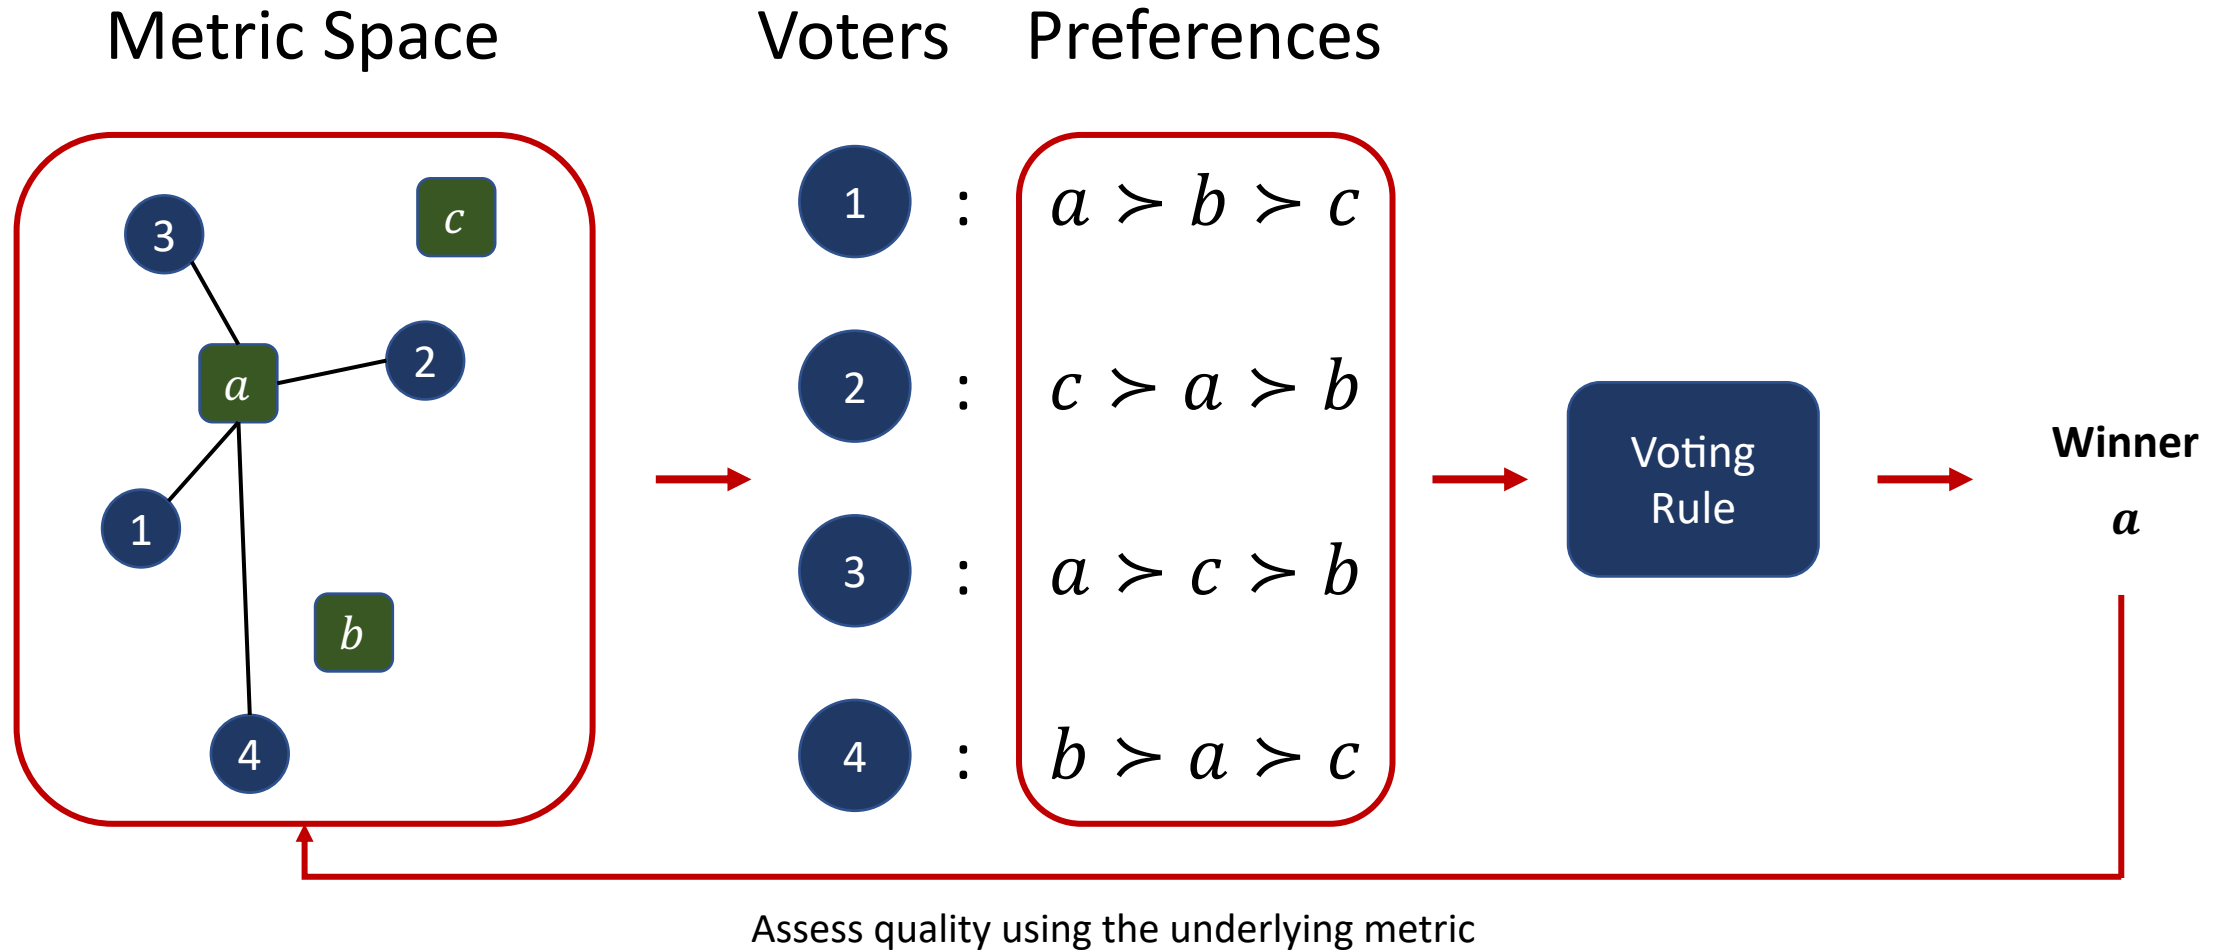 Metric Space
Voters Preferences
3
c
a
2
1
b
4
1 : a ≻ b ≻ c
2 : c ≻ a ≻ b
3 : a ≻ c ≻ b
4 : b ≻ a ≻ c
Voting
Rule
Winner
a
Assess quality using the underlying metric